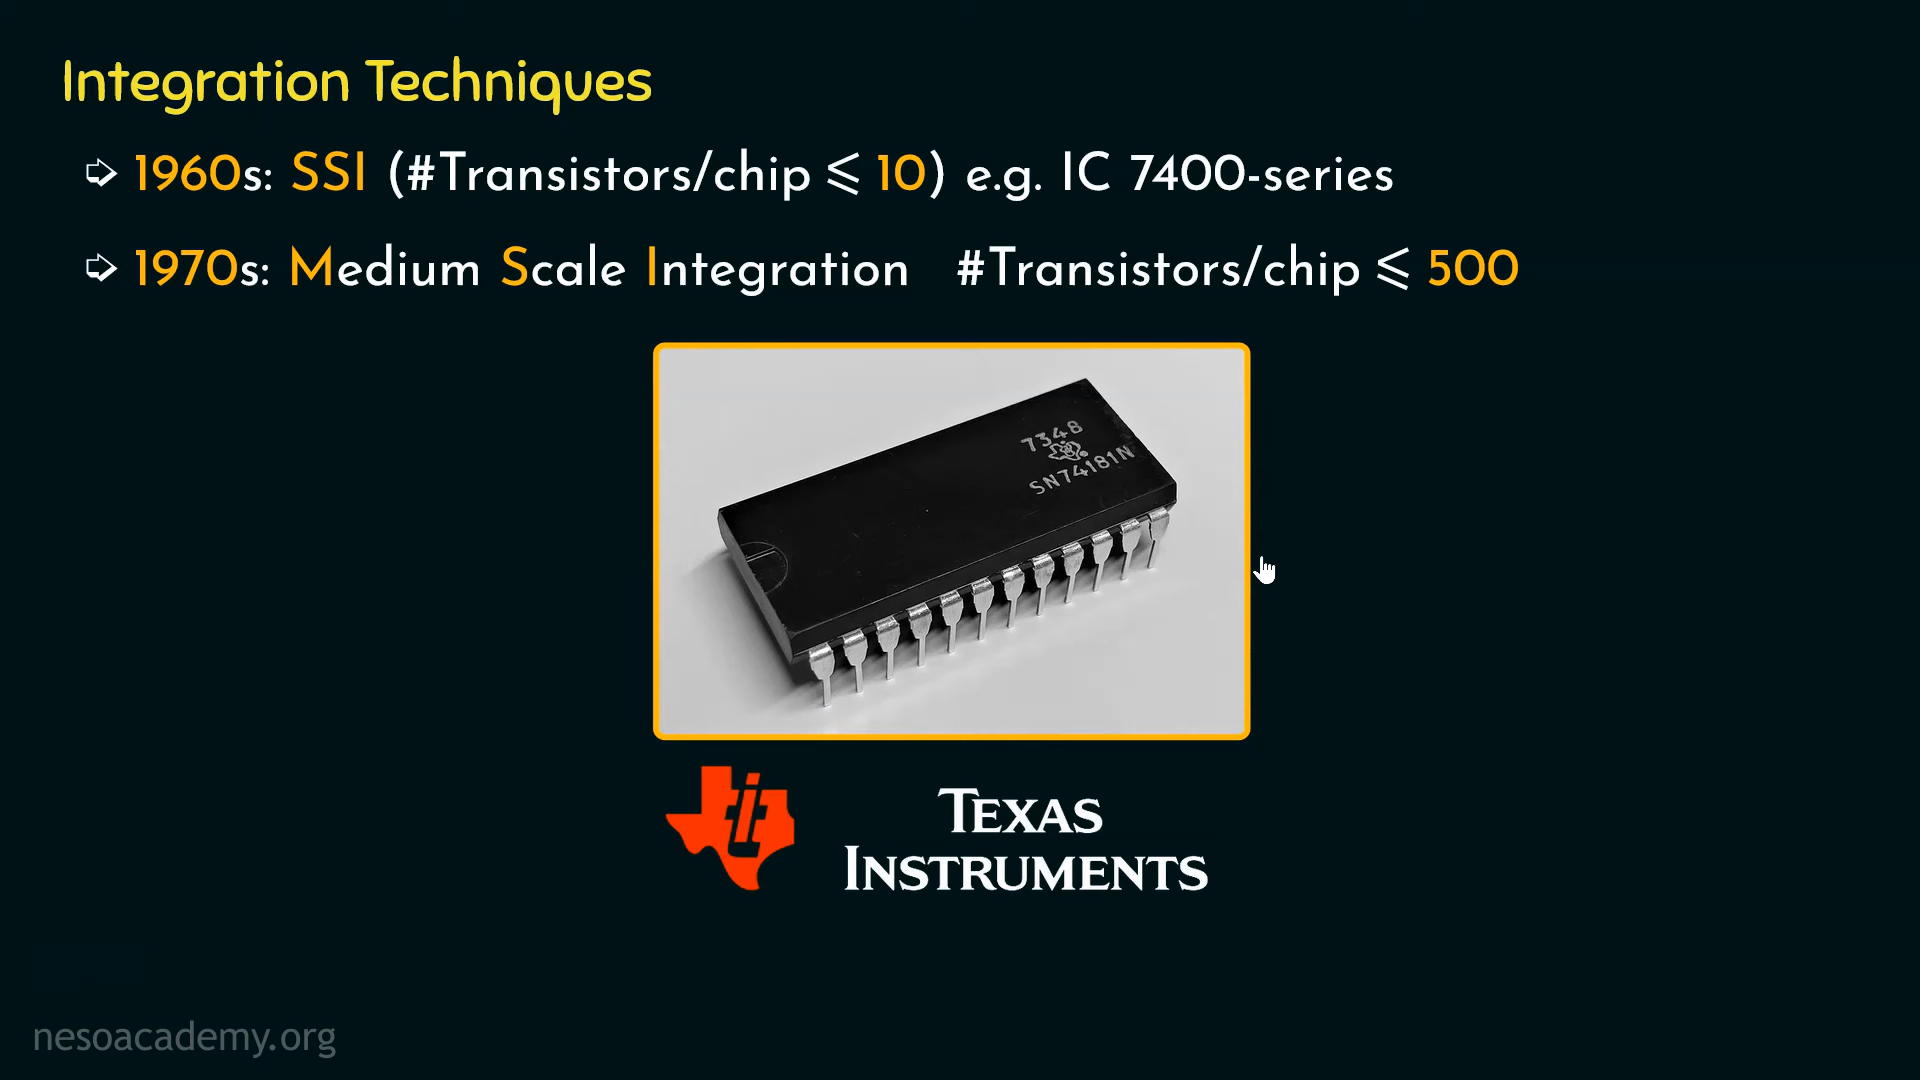 Integration Techniques
➩ 1960s: SSI (#Transistors/chip ⩽ 10) e.g. IC 7400-series
➩ 1970s: Medium Scale Integration #Transistors/chip ⩽ 500
7348
SN74181N
TEXAS
INSTRUMENTS
nesoacademy.org